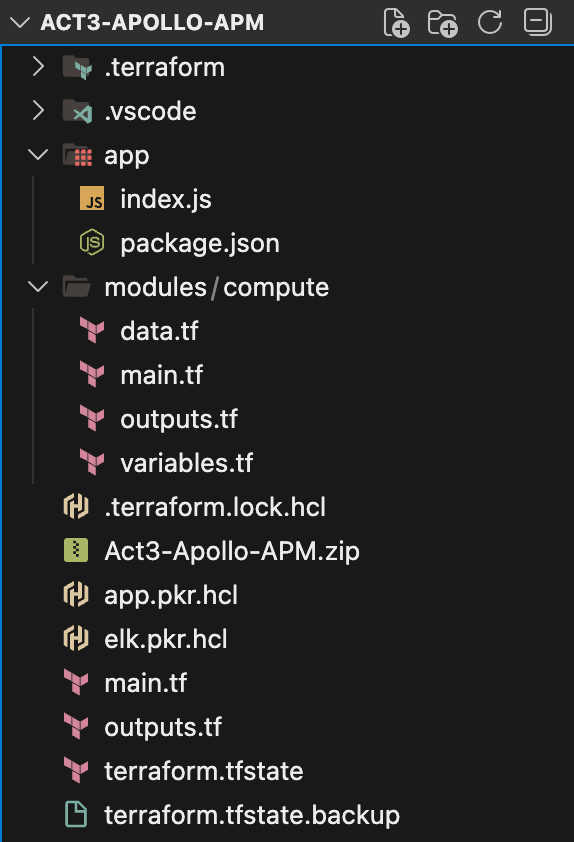 ACT3-APOLLO-APM
.terraform
.vscode
app
JS index.js
JS package.json
modules/compute
data.tf
main.tf
outputs.tf
variables.tf
.terraform.lock.hcl
Act3-Apollo-APM.zip
app.pkr.hcl
elk.pkr.hcl
main.tf
outputs.tf
terraform.tfstate
terraform.tfstate.backup